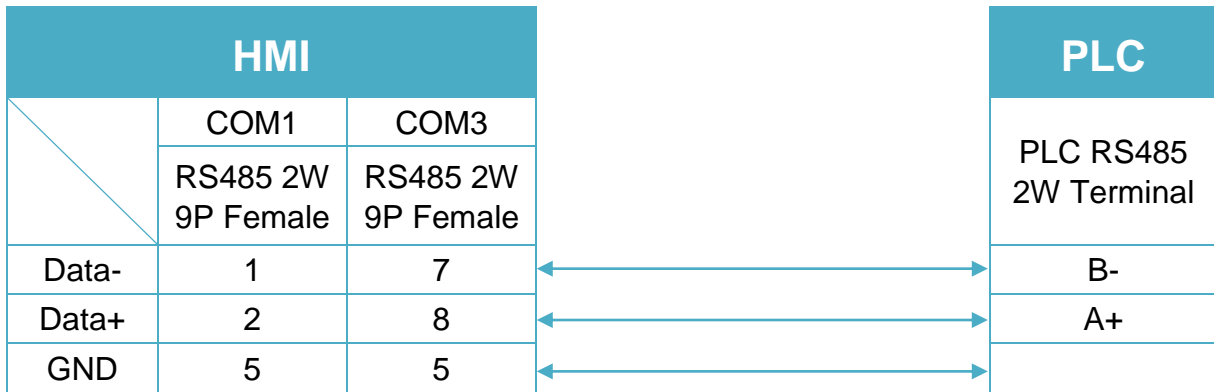 HMI PLC
COM1 COM3
RS485 2W RS485 2W
9P Female 9P Female
PLC RS485
2W Terminal
Data- 1 7 B-
Data+ 2 8 A+
GND 5 5